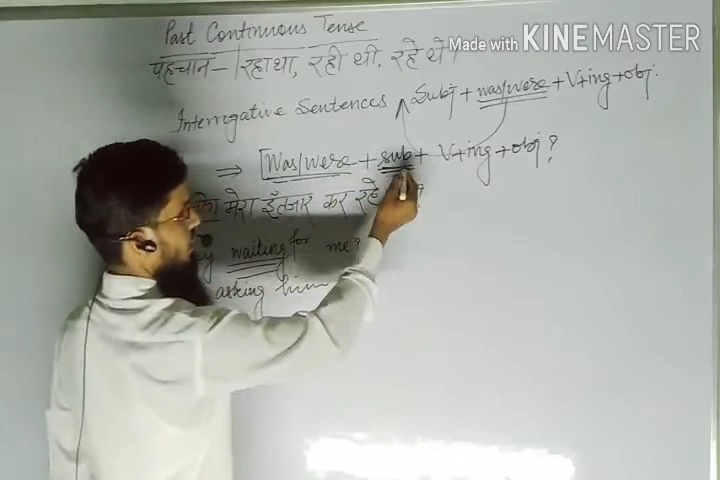 Past Continuous Tense
Made with KINEMASTER
पहचान - रहा था, रही थी, रहे थे।
Interrogative Sentences Subj + was/were + V+ing + obj.
⇒ [Was/were + sub + V+ing + obj ?
मेरा इंतजार कर रहे ?
waiting for me?
asking him